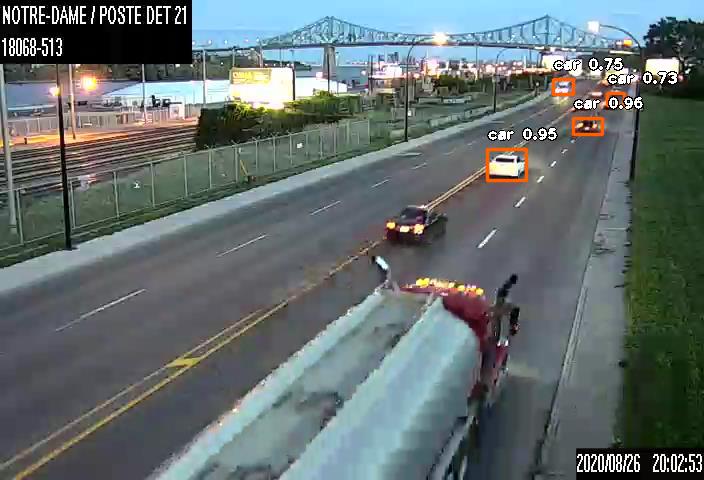 NOTRE-DAME / POSTE DET 21
18068-513
car 0.75
car 0.73
car 0.96
car 0.95
2020/08/26 20:02:53